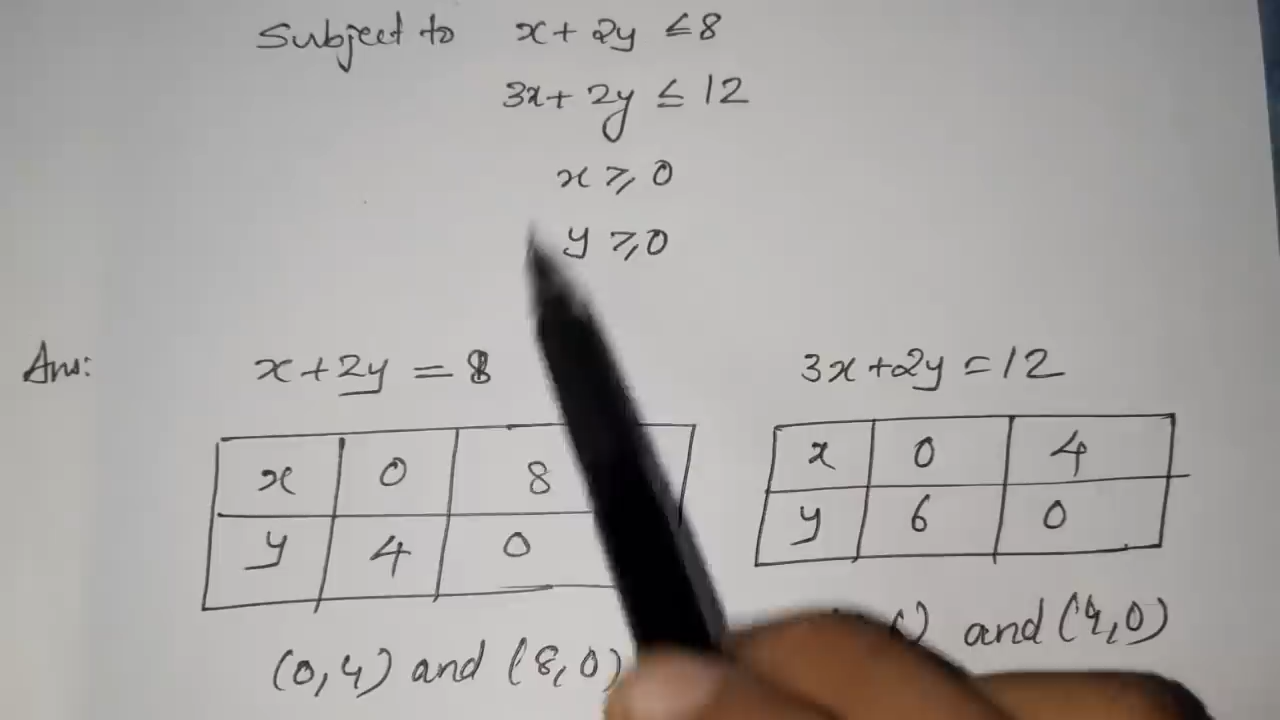 Subject to x + 2y ≤ 8
3x + 2y ≤ 12
x ≥ 0
y ≥ 0
Ans: x + 2y = 8 3x + 2y = 12
x 0 8 x 0 4
y 4 0 y 6 0
(0,4) and (8,0) ) and (4,0)